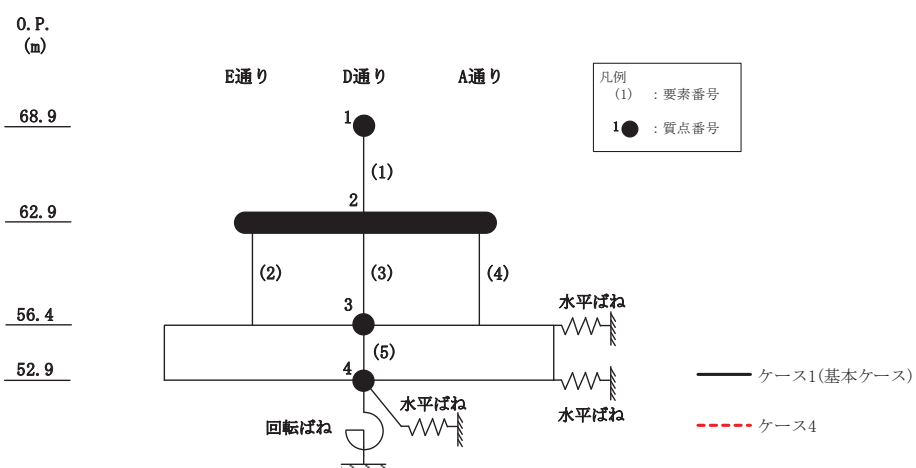 O.P.
(m)
E通り D通り A通り
凡例
(1) ：要素番号
1 ：質点番号
68.9
1
(1)
2
62.9
(2) (3) (4)
3
水平ばね
56.4
(5)
52.9
4
水平ばね
水平ばね
回転ばね
ケース1(基本ケース)
ケース4